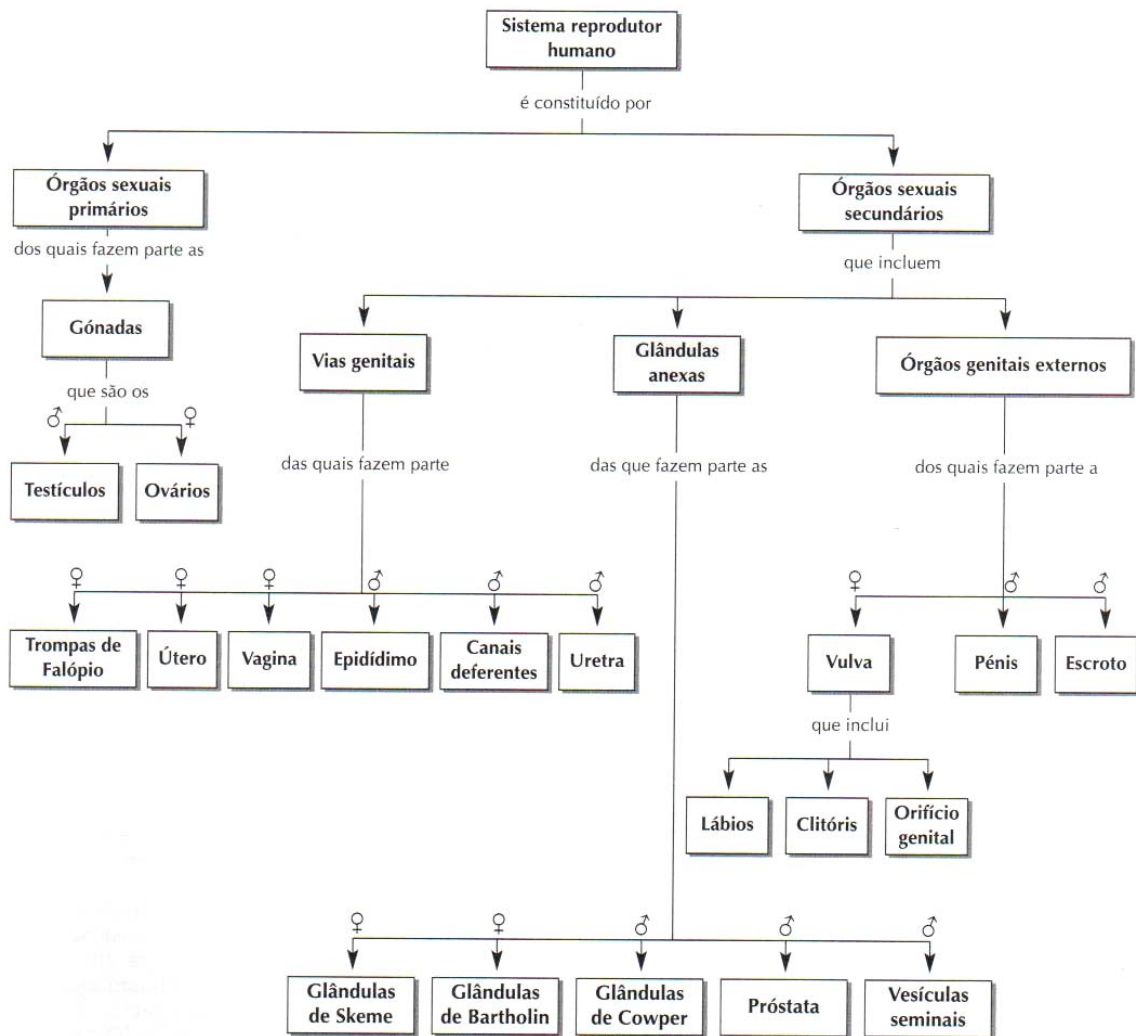 Sistema reprodutor
humano
é constituído por
Órgãos sexuais
primários
Órgãos sexuais
secundários
dos quais fazem parte as
que incluem
Gónadas
Vias genitais
Glândulas
anexas
Órgãos genitais externos
que são os
♂
♀
das quais fazem parte
das que fazem parte as
dos quais fazem parte a
Testículos
Ovários
♀
♀
♀
♂
♂
♂
♀
♂
♂
Trompas de
Falópio
Útero
Vagina
Epidídimo
Canais
deferentes
Uretra
Vulva
Pénis
Escroto
que inclui
Lábios
Clitóris
Orifício
genital
♀
♀
♂
♂
♂
Glândulas
de Skeme
Glândulas
de Bartholin
Glândulas
de Cowper
Próstata
Vesículas
seminais